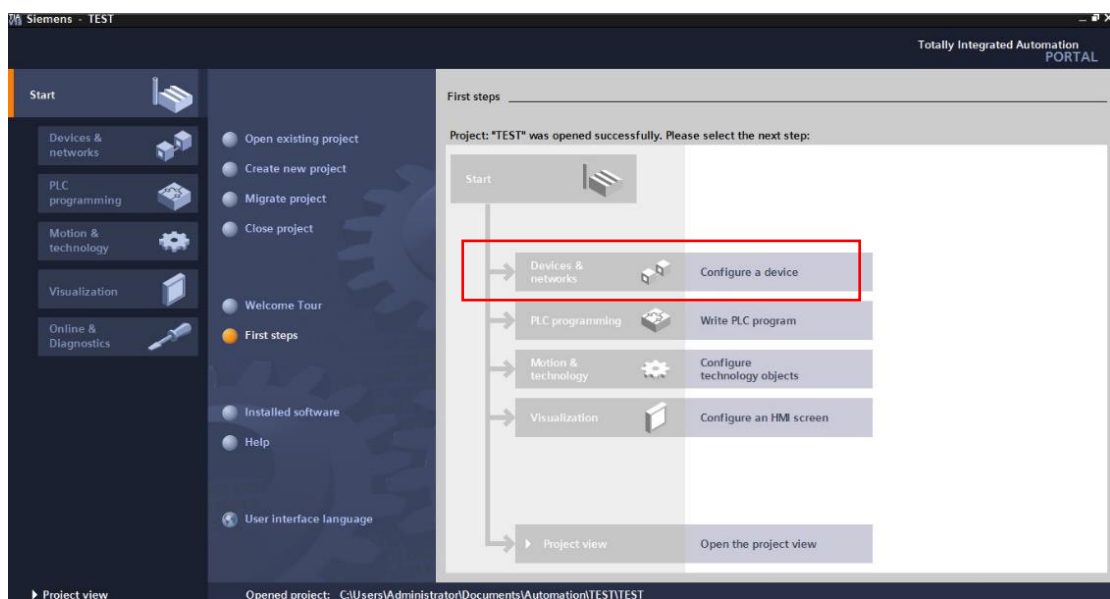 Siemens - TEST
Totally Integrated Automation
PORTAL
Start
Devices &
networks
PLC
programming
Motion &
technology
Visualization
Online &
Diagnostics
Open existing project
Create new project
Migrate project
Close project
Welcome Tour
First steps
Installed software
Help
User interface language
First steps
Project: "TEST" was opened successfully. Please select the next step:
Start
Devices &
networks
Configure a device
PLC programming
Write PLC program
Motion &
technology
Configure
technology objects
Visualization
Configure an HMI screen
Project view
Open the project view
Project view
Opened project: C:\Users\Administrator\Documents\Automation\TEST\TEST